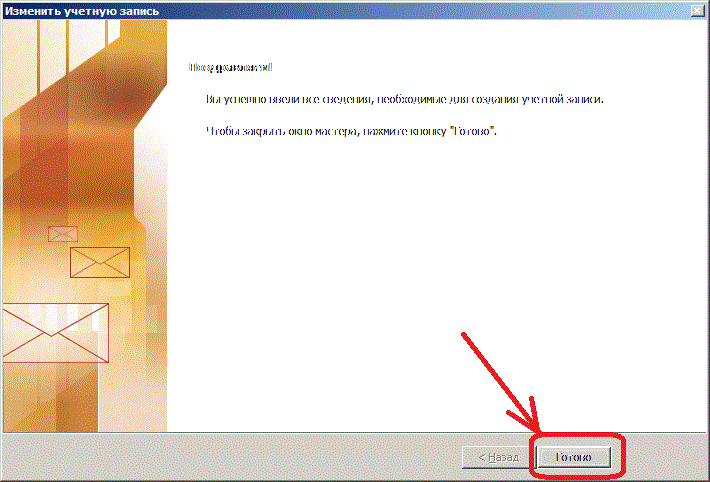 Изменить учетную запись
Поздравляем!
Вы успешно ввели все сведения, необходимые для создания учетной записи.
Чтобы закрыть окно мастера, нажмите кнопку "Готово".
< Назад
Готово